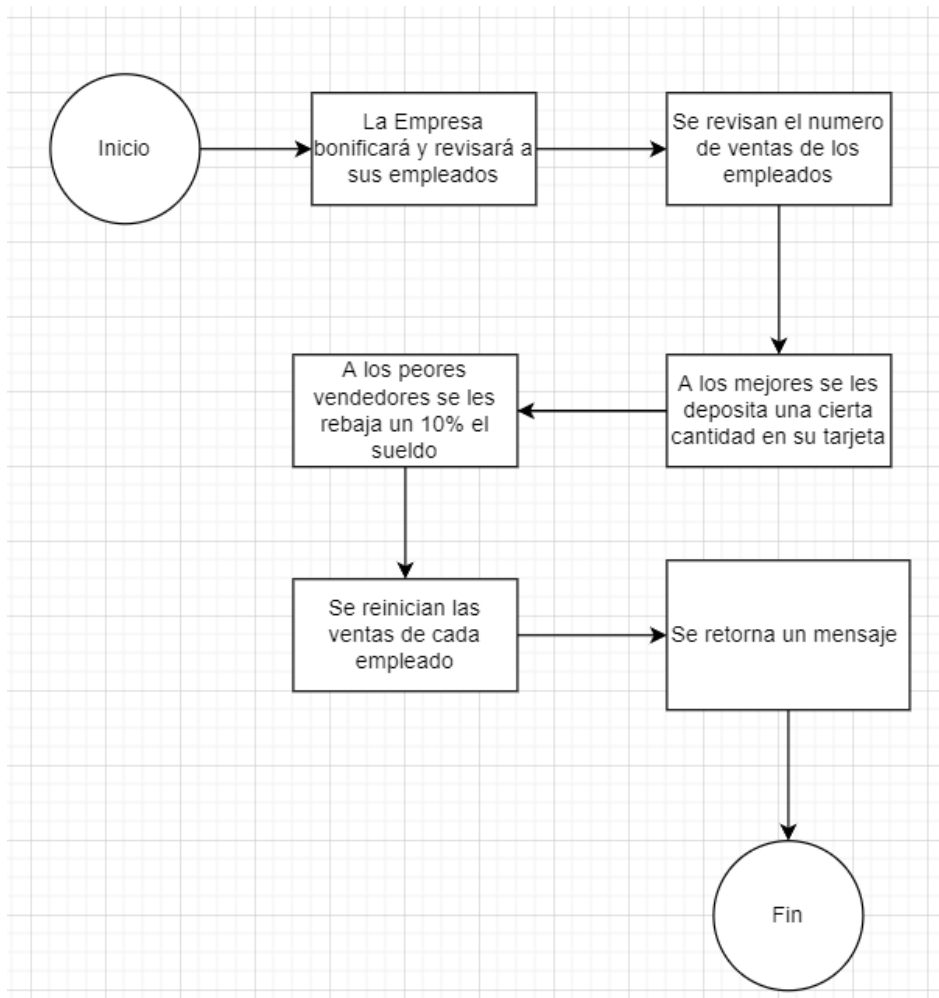 Inicio
La Empresa
bonificará y revisará a
sus empleados
Se revisan el numero
de ventas de los
empleados
A los mejores se les
deposita una cierta
cantidad en su tarjeta
A los peores
vendedores se les
rebaja un 10% el
sueldo
Se reinician las
ventas de cada
empleado
Se retorna un mensaje
Fin